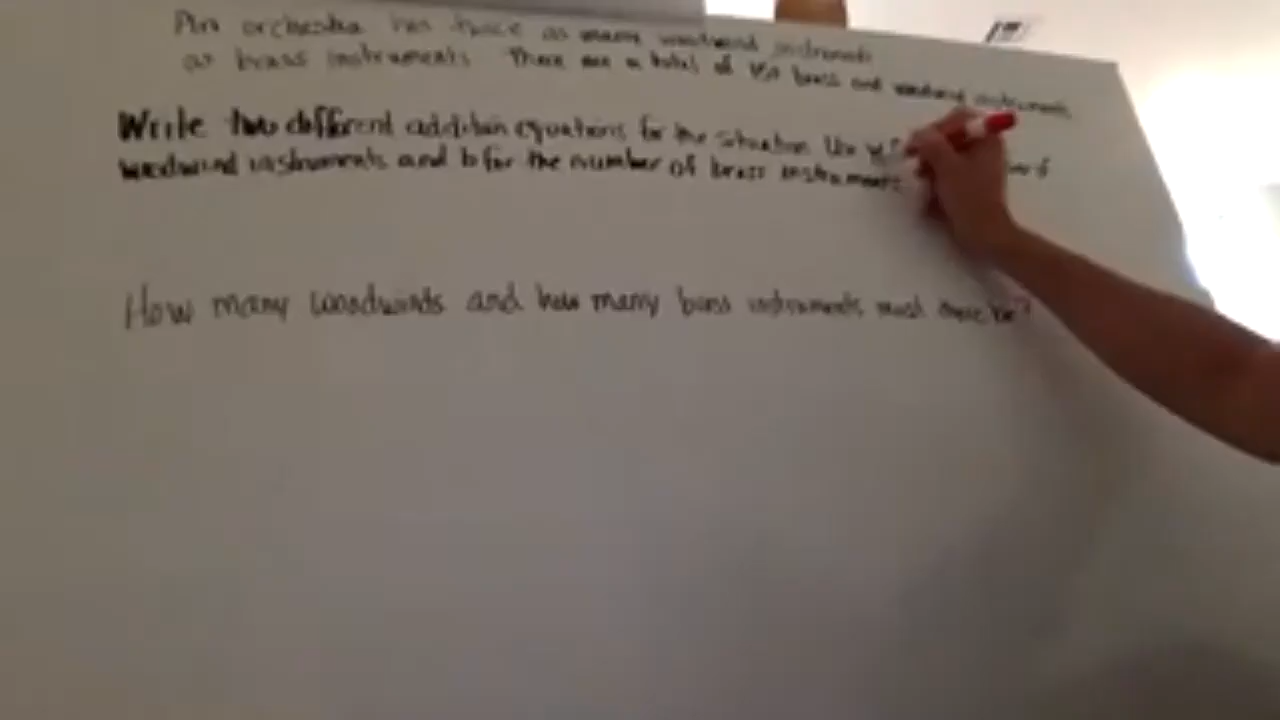 An orchestra has twice as many woodwind instruments
as brass instruments. There are a total of 150 brass and woodwind instruments
Write two different addition equations for the situation. Use w
woodwind instruments and b for the number of brass instruments.
How many woodwinds and how many brass instruments must there be?